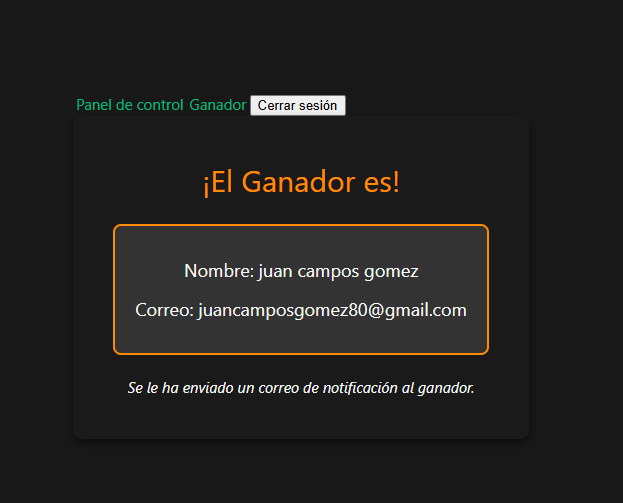 Panel de control Ganador Cerrar sesión
¡El Ganador es!
Nombre: juan campos gomez
Correo: juancamposgomez80@gmail.com
Se le ha enviado un correo de notificación al ganador.